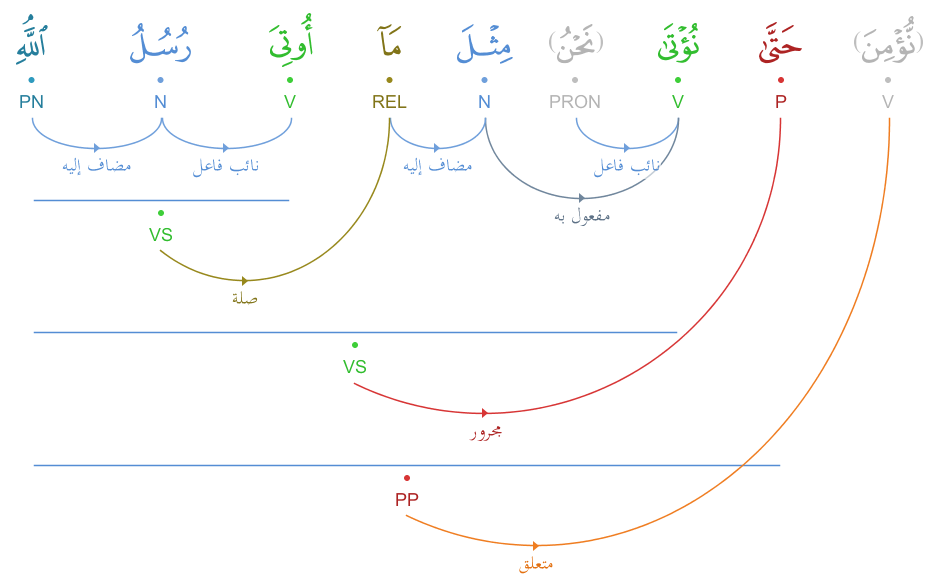 (نُّؤْمِنَ) حَتَّىٰ نُؤْتَىٰ (نَحْنُ) مِثْلَ مَآ أُوتِىَ رُسُلُ ٱللَّهِ
V P V PRON N REL V N PN
نائب فاعل مضاف إليه نائب فاعل مضاف إليه
مفعول به
VS
صلة
VS
مجرور
PP
متعلق